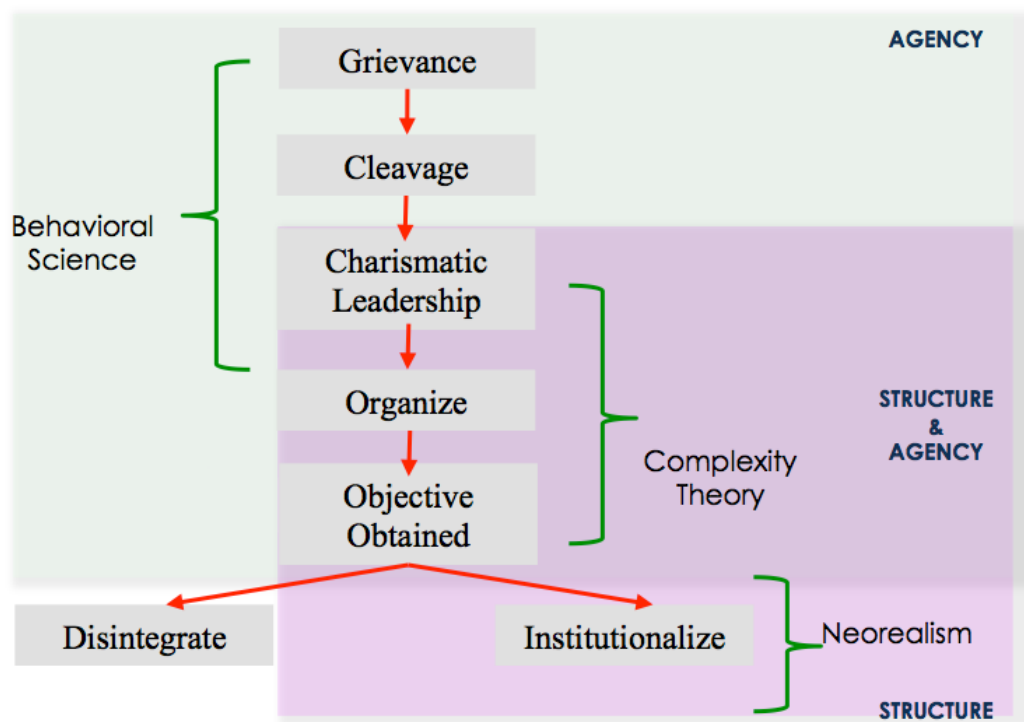 AGENCY
Grievance
Cleavage
Behavioral
Science
Charismatic
Leadership
Organize
STRUCTURE
&
AGENCY
Complexity
Theory
Objective
Obtained
Disintegrate
Institutionalize
Neorealism
STRUCTURE